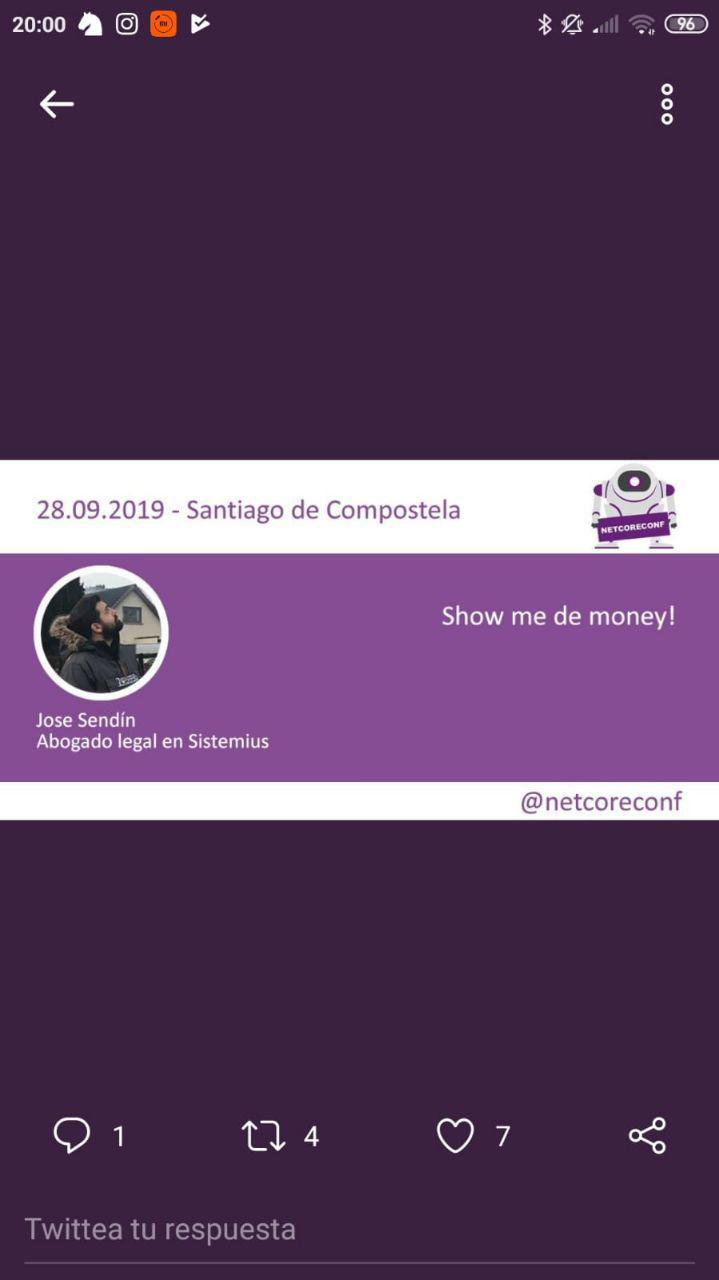 20:00
96
28.09.2019 - Santiago de Compostela
NETCORECONF
Show me de money!
Jose Sendín
Abogado legal en Sistemius
@netcoreconf
1
4
7
Twittea tu respuesta